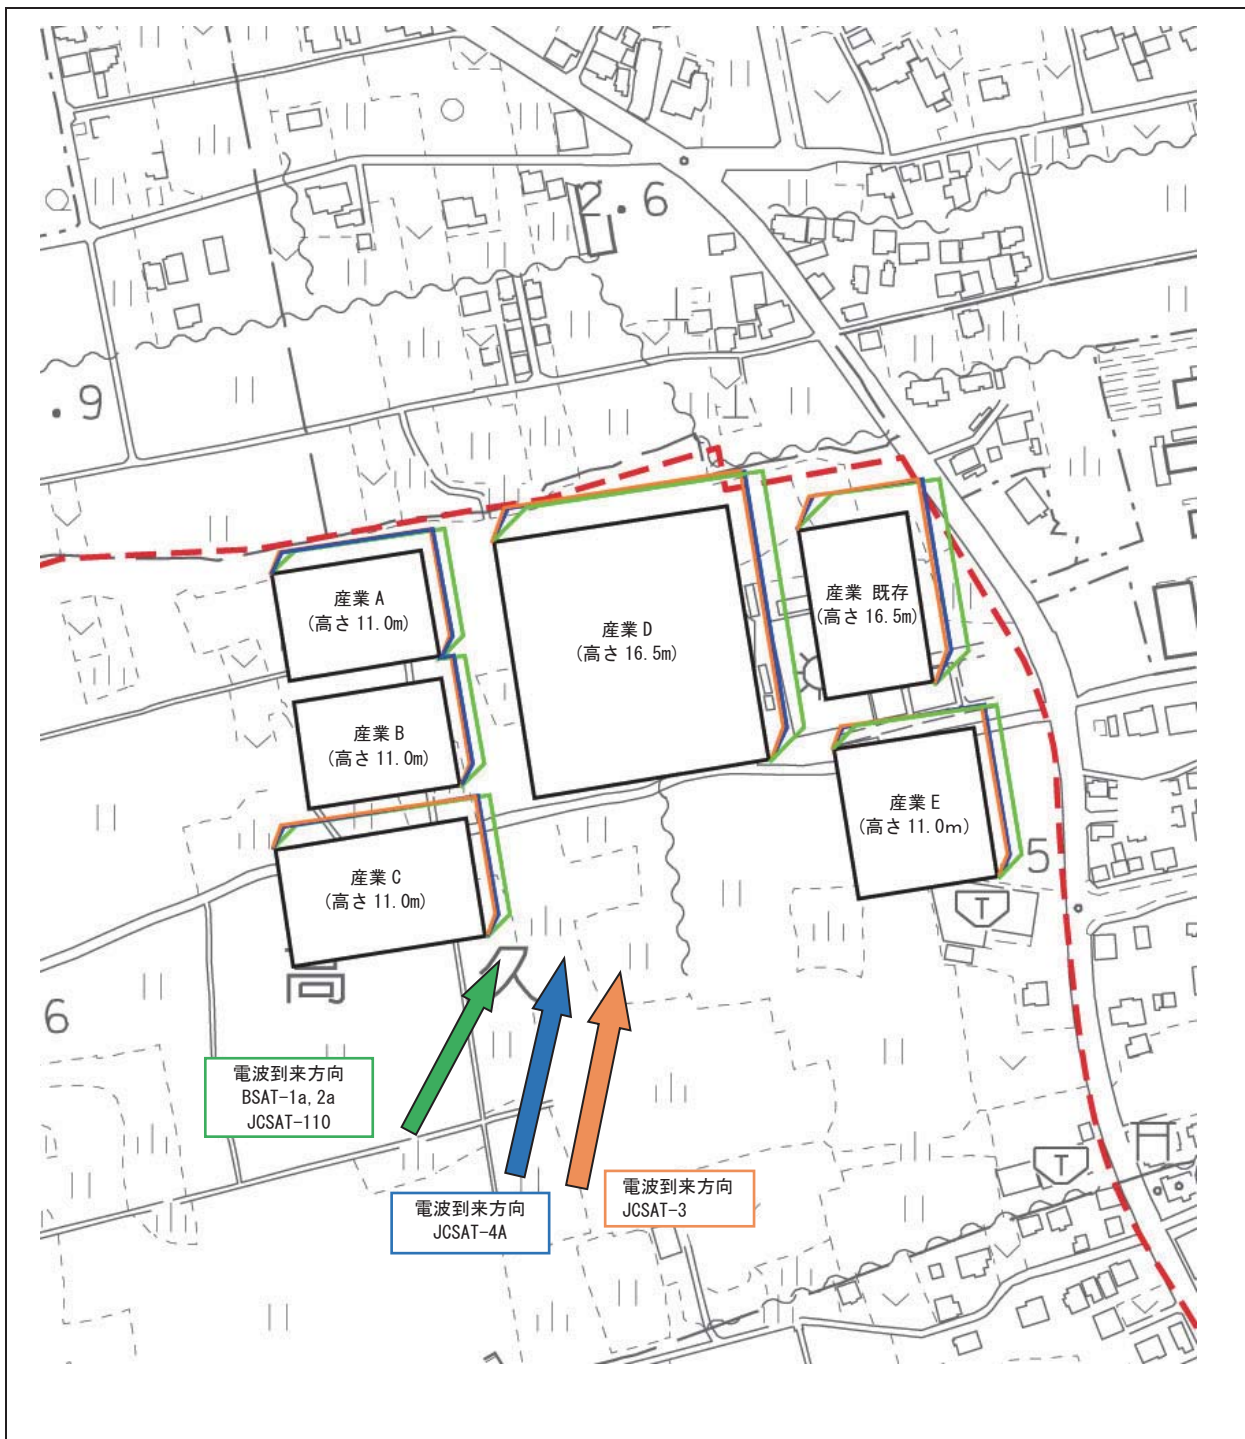 2.6
.9
産業 A
(高さ 11.0m)
産業 D
(高さ 16.5m)
産業 既存
(高さ 16.5m)
産業 B
(高さ 11.0m)
産業 E
(高さ 11.0m)
5
産業 C
(高さ 11.0m)
T
高 久
6
電波到来方向
BSAT-1a, 2a
JCSAT-110
電波到来方向
JCSAT-4A
電波到来方向
JCSAT-3
T